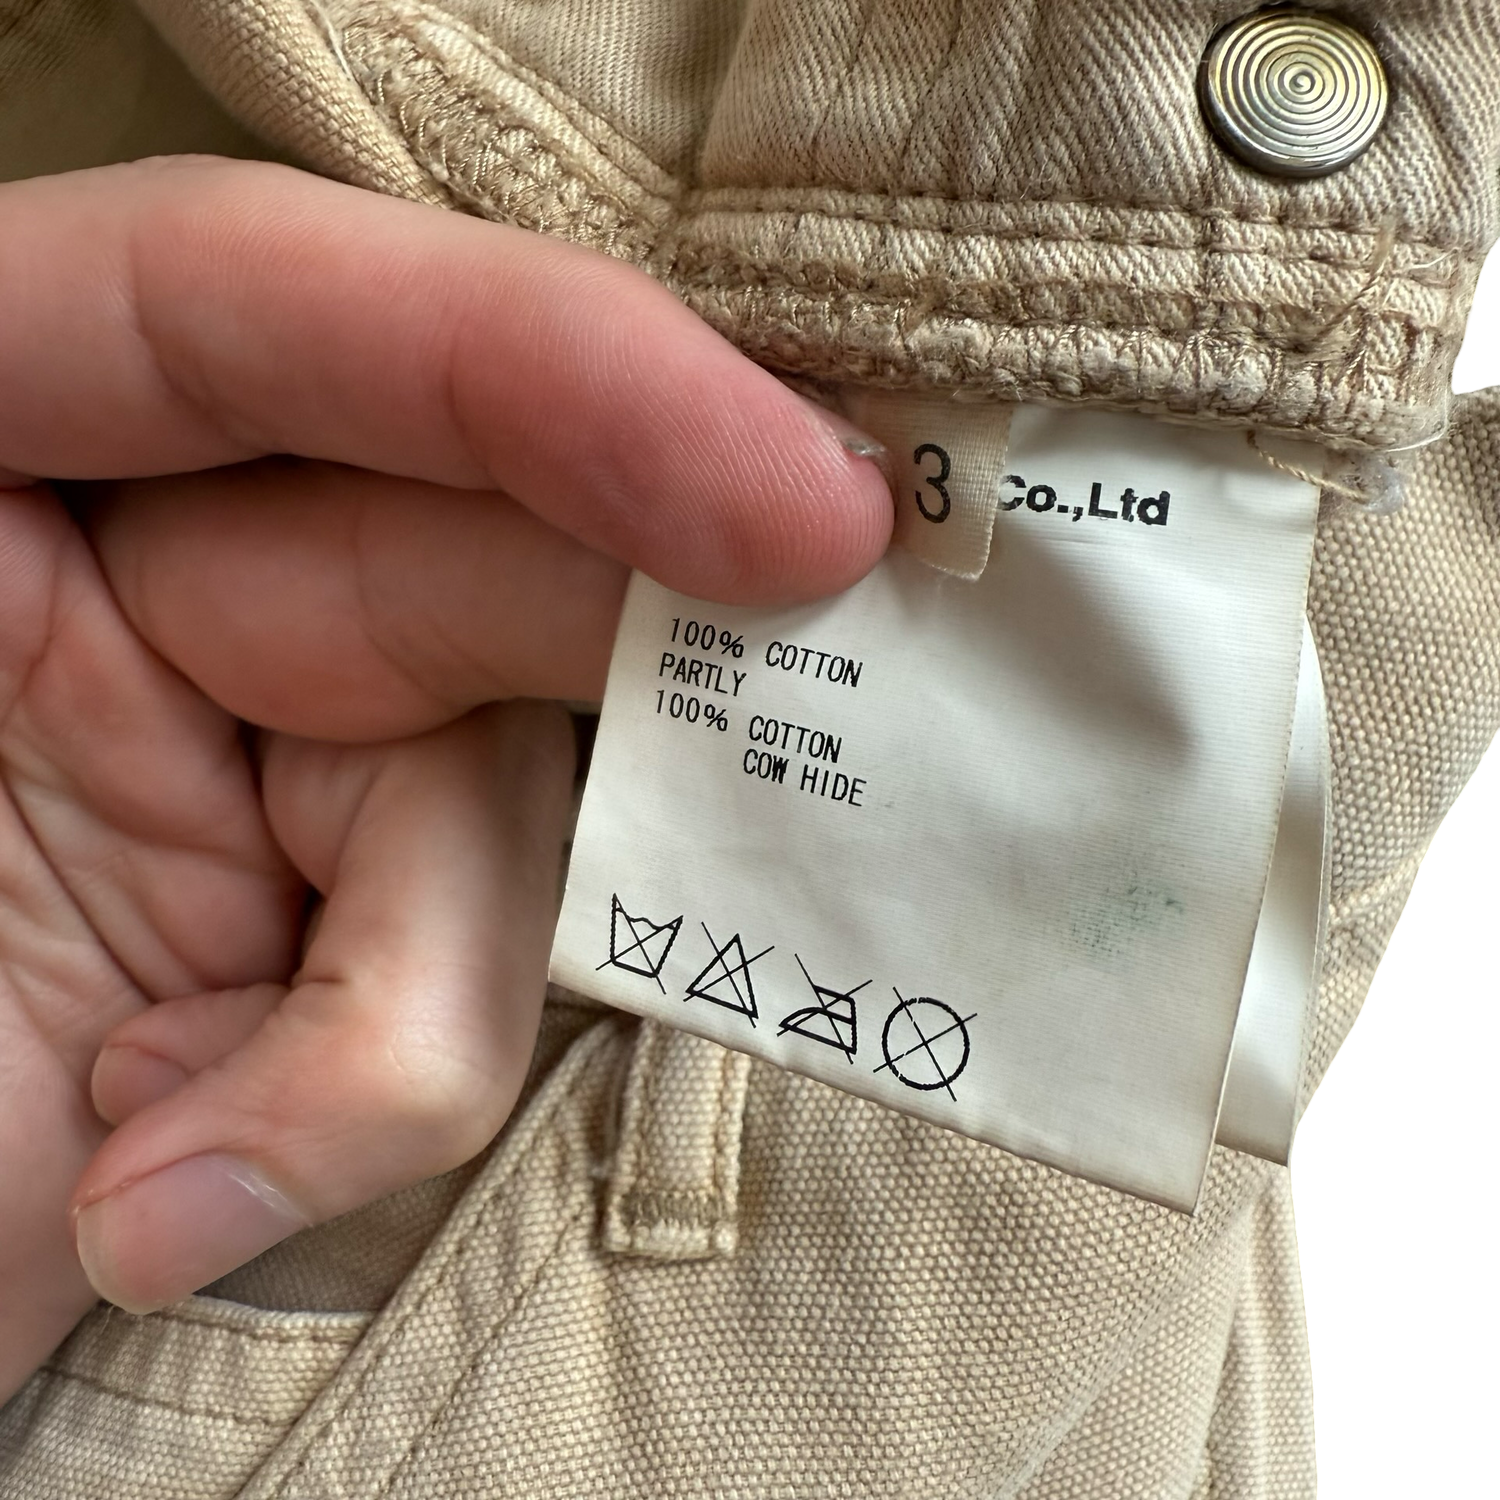 3
Co.,Ltd
100% COTTON
PARTLY
100% COTTON
COW HIDE